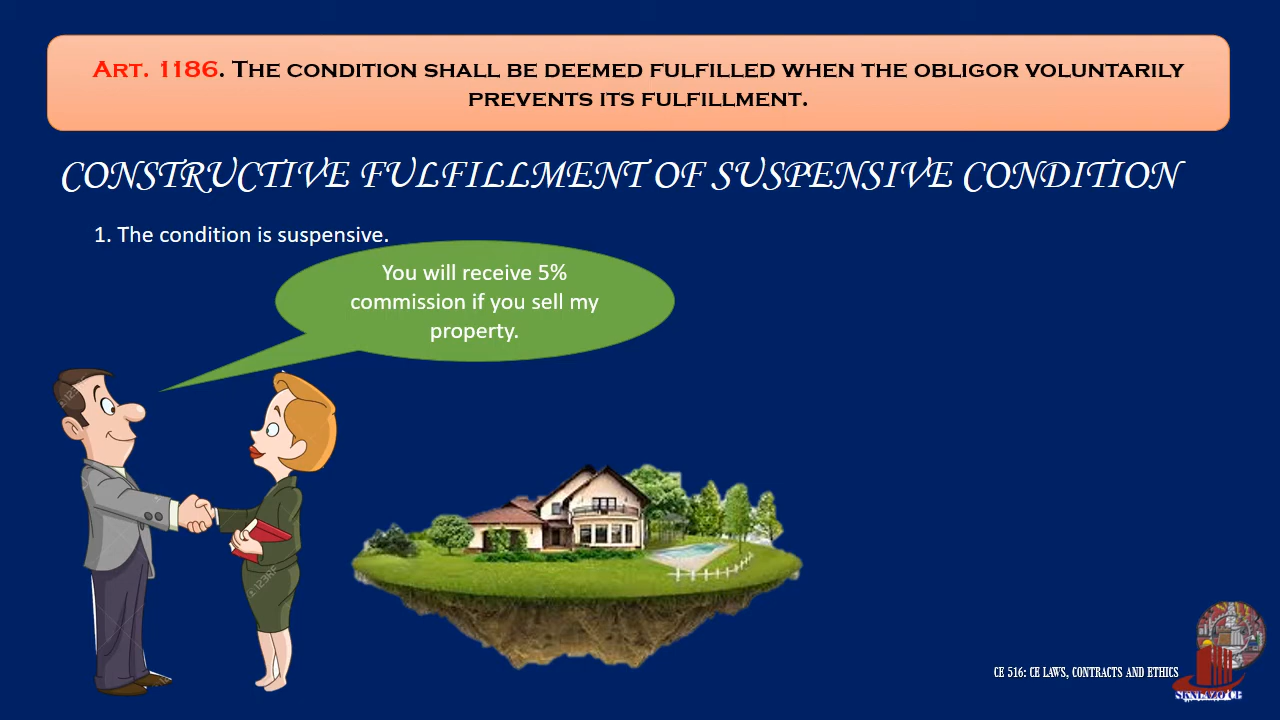 ART. 1186. THE CONDITION SHALL BE DEEMED FULFILLED WHEN THE OBLIGOR VOLUNTARILY
PREVENTS ITS FULFILLMENT.
CONSTRUCTIVE FULFILLMENT OF SUSPENSIVE CONDITION
1. The condition is suspensive.
You will receive 5%
commission if you sell my
property.
CE 516: CE LAWS, CONTRACTS AND ETHICS